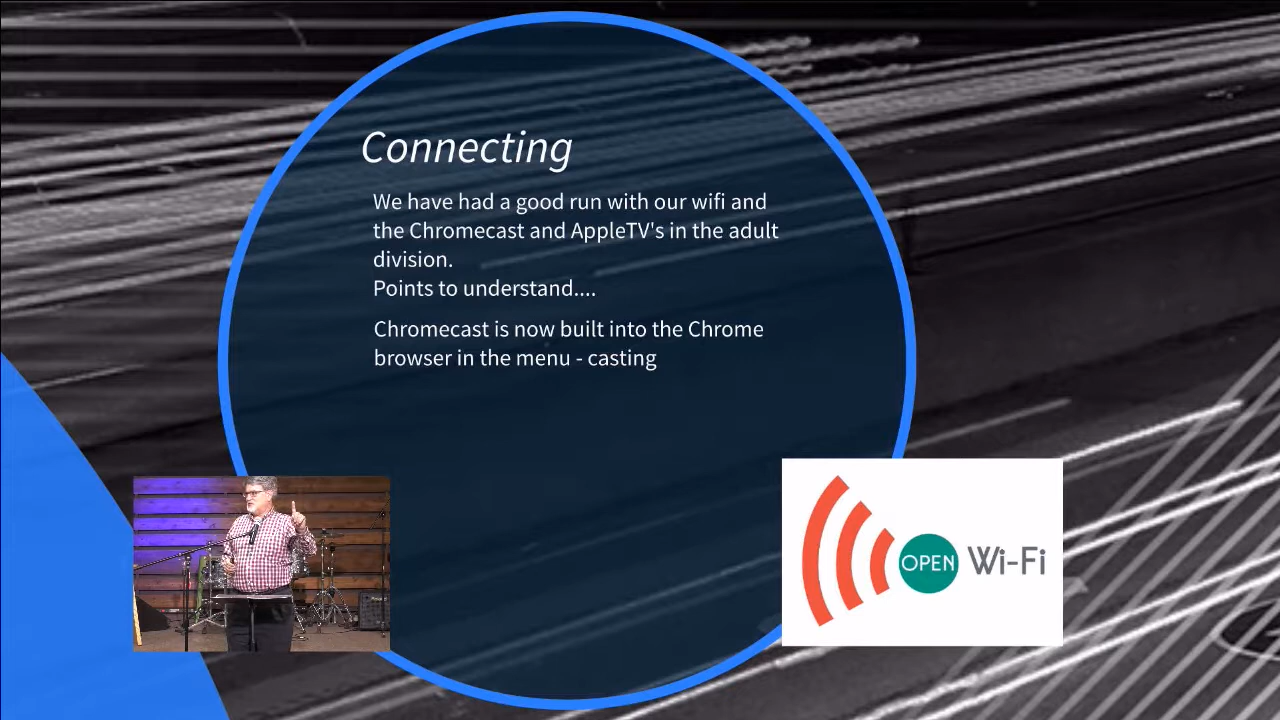 Connecting
We have had a good run with our wifi and
the Chromecast and AppleTV's in the adult
division.
Points to understand....
Chromecast is now built into the Chrome
browser in the menu - casting
OPEN Wi-Fi